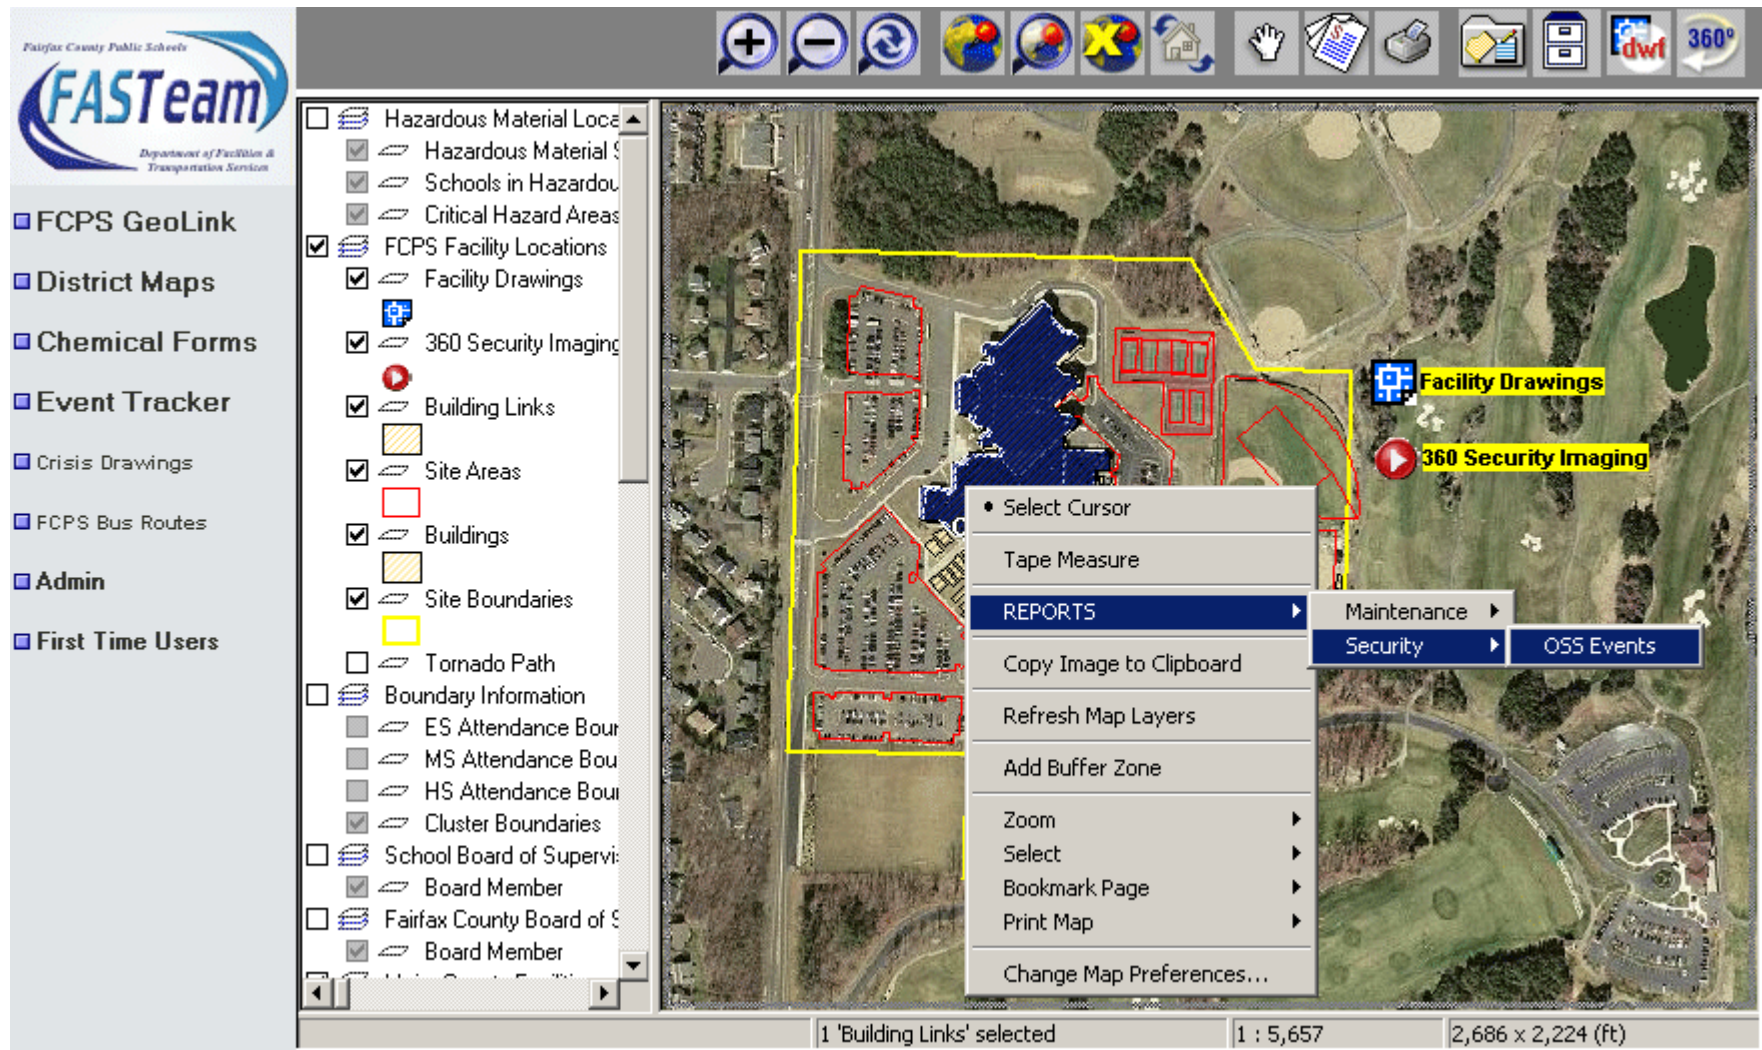 Fairfax County Public Schools
FASTeam
Department of Facilities &
Transportation Services
360°
dwf
FCPS GeoLink
District Maps
Chemical Forms
Event Tracker
Crisis Drawings
FCPS Bus Routes
Admin
First Time Users
Hazardous Material Loca
Hazardous Material S
Schools in Hazardou
Critical Hazard Areas
FCPS Facility Locations
Facility Drawings
360 Security Imaging
Building Links
Site Areas
Buildings
Site Boundaries
Tornado Path
Boundary Information
ES Attendance Bour
MS Attendance Bou
HS Attendance Bour
Cluster Boundaries
School Board of Supervis
Board Member
Fairfax County Board of S
Board Member
Facility Drawings
360 Security Imaging
Select Cursor
Tape Measure
REPORTS
Maintenance
Security
OSS Events
Copy Image to Clipboard
Refresh Map Layers
Add Buffer Zone
Zoom
Select
Bookmark Page
Print Map
Change Map Preferences...
1 'Building Links' selected
1 : 5,657
2,686 x 2,224 (ft)